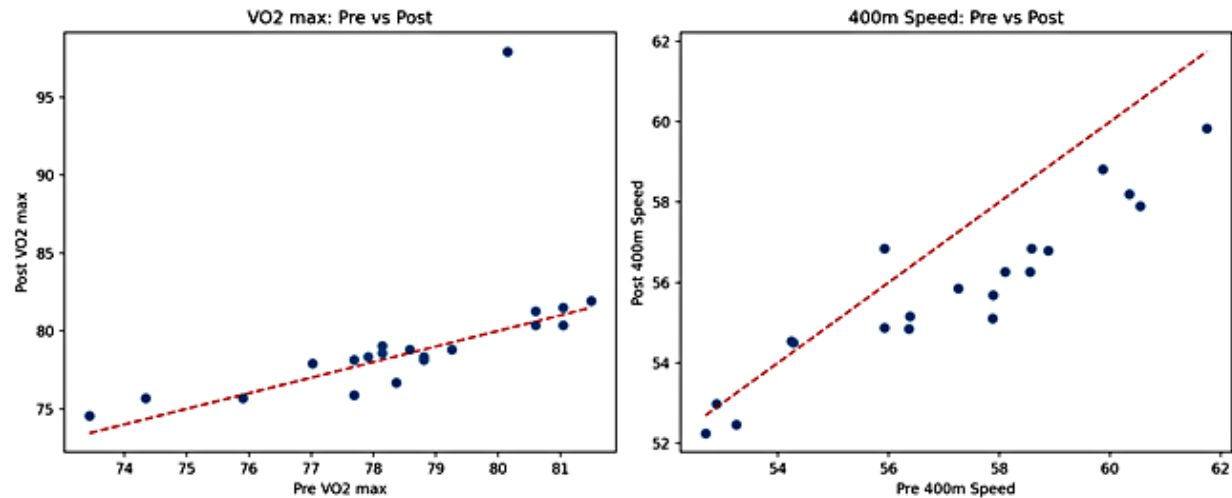 VO2 max: Pre vs Post
Post VO2 max
95
90
85
80
75
74 75 76 77 78 79 80 81
Pre VO2 max
400m Speed: Pre vs Post
Post 400m Speed
62
60
58
56
54
52
54 56 58 60 62
Pre 400m Speed